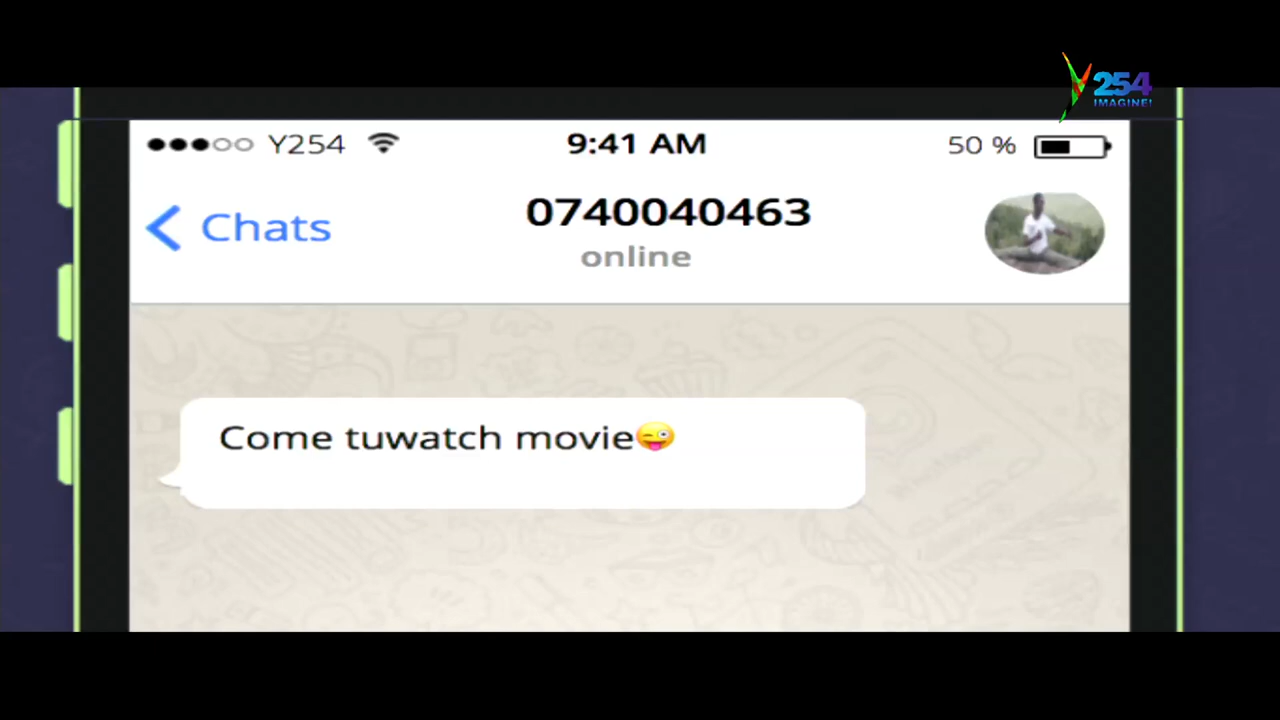 254
IMAGINE!
Y254
9:41 AM
50 %
Chats
0740040463
online
Come tuwatch movie😜